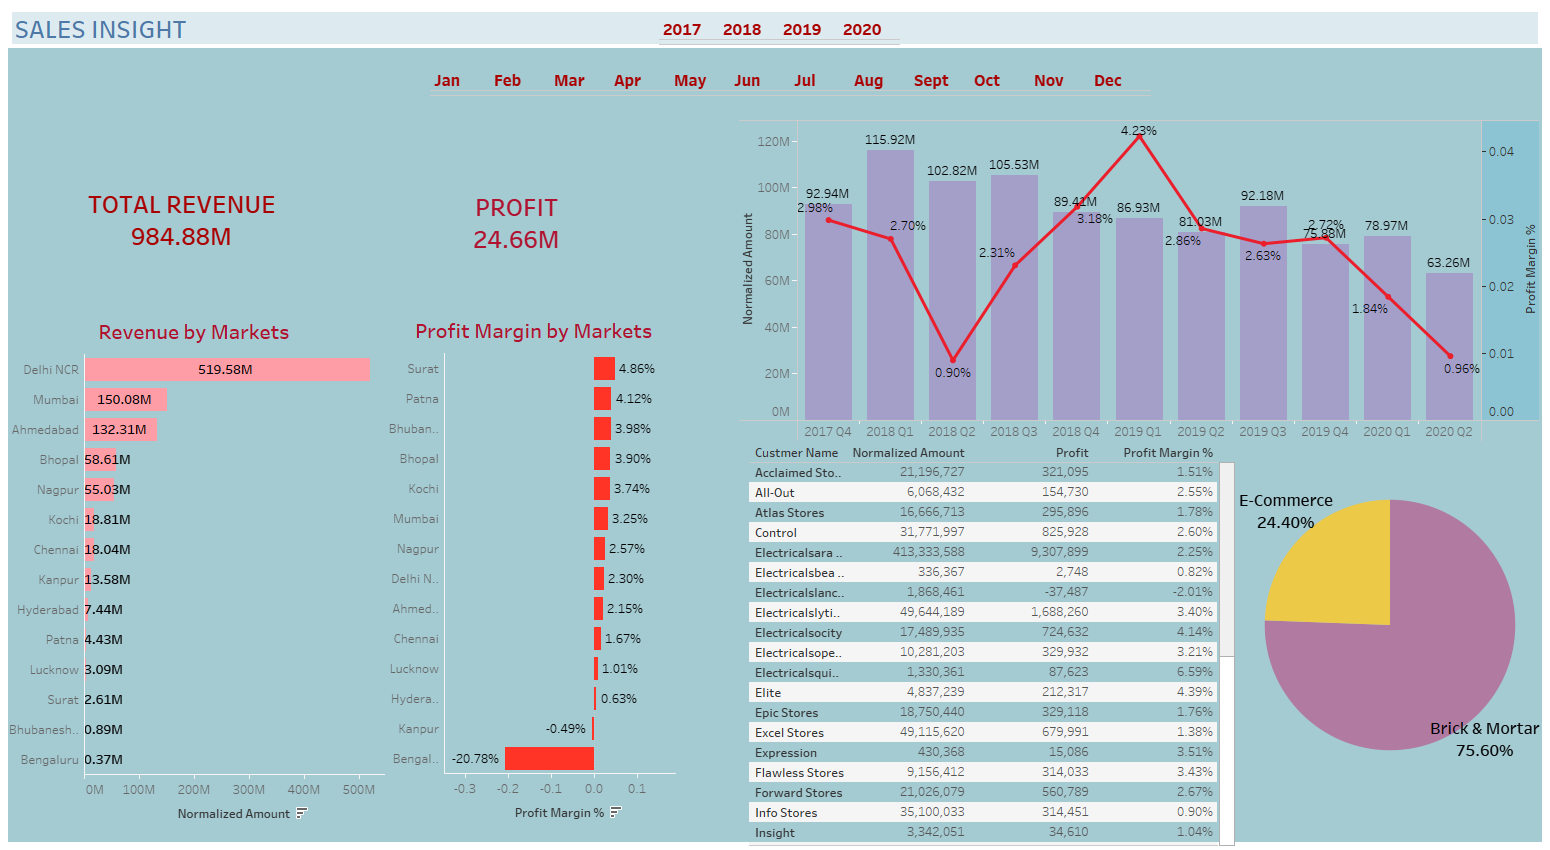 SALES INSIGHT
2017 2018 2019 2020
Jan Feb Mar Apr May Jun Jul Aug Sept Oct Nov Dec
TOTAL REVENUE
984.88M
PROFIT
24.66M
Revenue by Markets
Delhi NCR 519.58M
Mumbai 150.08M
Ahmedabad 132.31M
Bhopal 58.61M
Nagpur 55.03M
Kochi 18.81M
Chennai 18.04M
Kanpur 13.58M
Hyderabad 7.44M
Patna 4.43M
Lucknow 3.09M
Surat 2.61M
Bhubanesh.. 0.89M
Bengaluru 0.37M
0M 100M 200M 300M 400M 500M
Normalized Amount
Profit Margin by Markets
Surat 4.86%
Patna 4.12%
Bhuban.. 3.98%
Bhopal 3.90%
Kochi 3.74%
Mumbai 3.25%
Nagpur 2.57%
Delhi N.. 2.30%
Ahmed.. 2.15%
Chennai 1.67%
Lucknow 1.01%
Hydera.. 0.63%
Kanpur -0.49%
Bengal.. -20.78%
-0.3 -0.2 -0.1 0.0 0.1
Profit Margin %
Normalized Amount
120M
100M
80M
60M
40M
20M
0M
92.94M 115.92M 102.82M 105.53M 89.41M 86.93M 81.03M 92.18M 75.88M 78.97M 63.26M
2.98% 2.70% 0.90% 2.31% 3.18% 4.23% 2.86% 2.63% 2.72% 1.84% 0.96%
0.04
0.03
0.02
0.01
0.00
Profit Margin %
2017 Q4 2018 Q1 2018 Q2 2018 Q3 2018 Q4 2019 Q1 2019 Q2 2019 Q3 2019 Q4 2020 Q1 2020 Q2
Custmer Name Normalized Amount Profit Profit Margin %
Acclaimed Sto.. 21,196,727 321,095 1.51%
All-Out 6,068,432 154,730 2.55%
Atlas Stores 16,666,713 295,896 1.78%
Control 31,771,997 825,928 2.60%
Electricalsara .. 413,333,588 9,307,899 2.25%
Electricalsbea .. 336,367 2,748 0.82%
Electricalslanc.. 1,868,461 -37,487 -2.01%
Electricalslyti.. 49,644,189 1,688,260 3.40%
Electricalsocity 17,489,935 724,632 4.14%
Electricalsope.. 10,281,203 329,932 3.21%
Electricalsqui.. 1,330,361 87,623 6.59%
Elite 4,837,239 212,317 4.39%
Epic Stores 18,750,440 329,118 1.76%
Excel Stores 49,115,620 679,991 1.38%
Expression 430,368 15,086 3.51%
Flawless Stores 9,156,412 314,033 3.43%
Forward Stores 21,026,079 560,789 2.67%
Info Stores 35,100,033 314,451 0.90%
Insight 3,342,051 34,610 1.04%
E-Commerce
24.40%
Brick & Mortar
75.60%